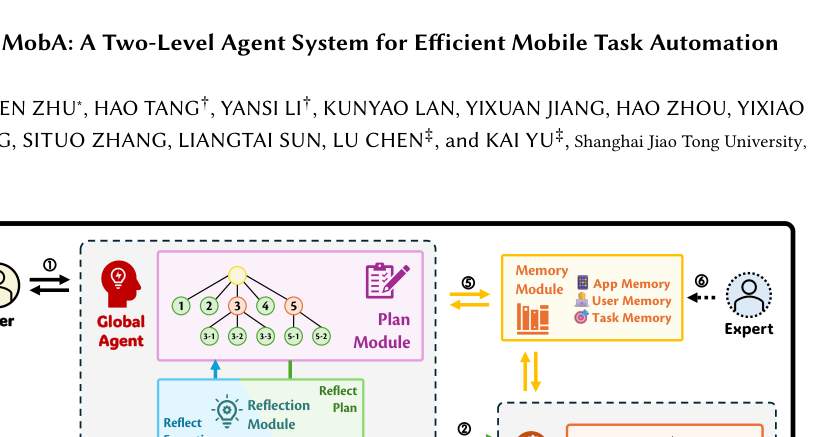 MobA: A Two-Level Agent System for Efficient Mobile Task Automation
EN ZHU*, HAO TANG†, YANSI LI†, KUNYAO LAN, YIXUAN JIANG, HAO ZHOU, YIXIAO
G, SITUO ZHANG, LIANGTAI SUN, LU CHEN‡, and KAI YU‡, Shanghai Jiao Tong University,
①
er
Global
Agent
1 2 3 4 5
3-1 3-2 3-3 5-1 5-2
Plan
Module
Reflect
Plan
Reflection
Module
Reflect
⑤
Memory
Module
App Memory
User Memory
Task Memory
⑥
Expert
②